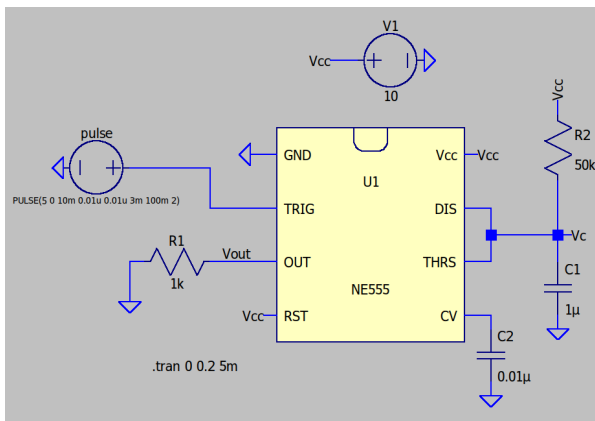 V1
Vcc
10
Vcc
pulse
R2
50k
GND
Vcc
Vcc
U1
PULSE(5 0 10m 0.01u 0.01u 3m 100m 2)
TRIG
DIS
R1
Vout
OUT
THRS
Vc
1k
C1
NE555
1µ
Vcc
RST
CV
C2
.tran 0 0.2 5m
0.01µ